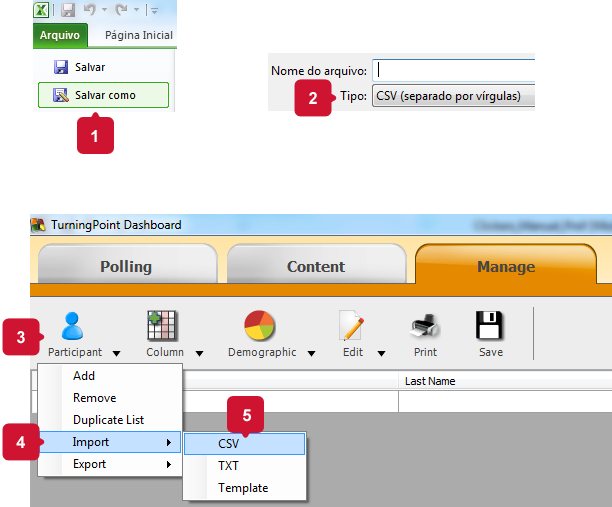 Arquivo Página Inicial
Salvar
Salvar como
1
Nome do arquivo:
2 Tipo: CSV (separado por vírgulas)
TurningPoint Dashboard
Polling Content Manage
3
Participant Column Demographic Edit Print Save
Last Name
Add
Remove
Duplicate List
4 Import
Export
5
CSV
TXT
Template